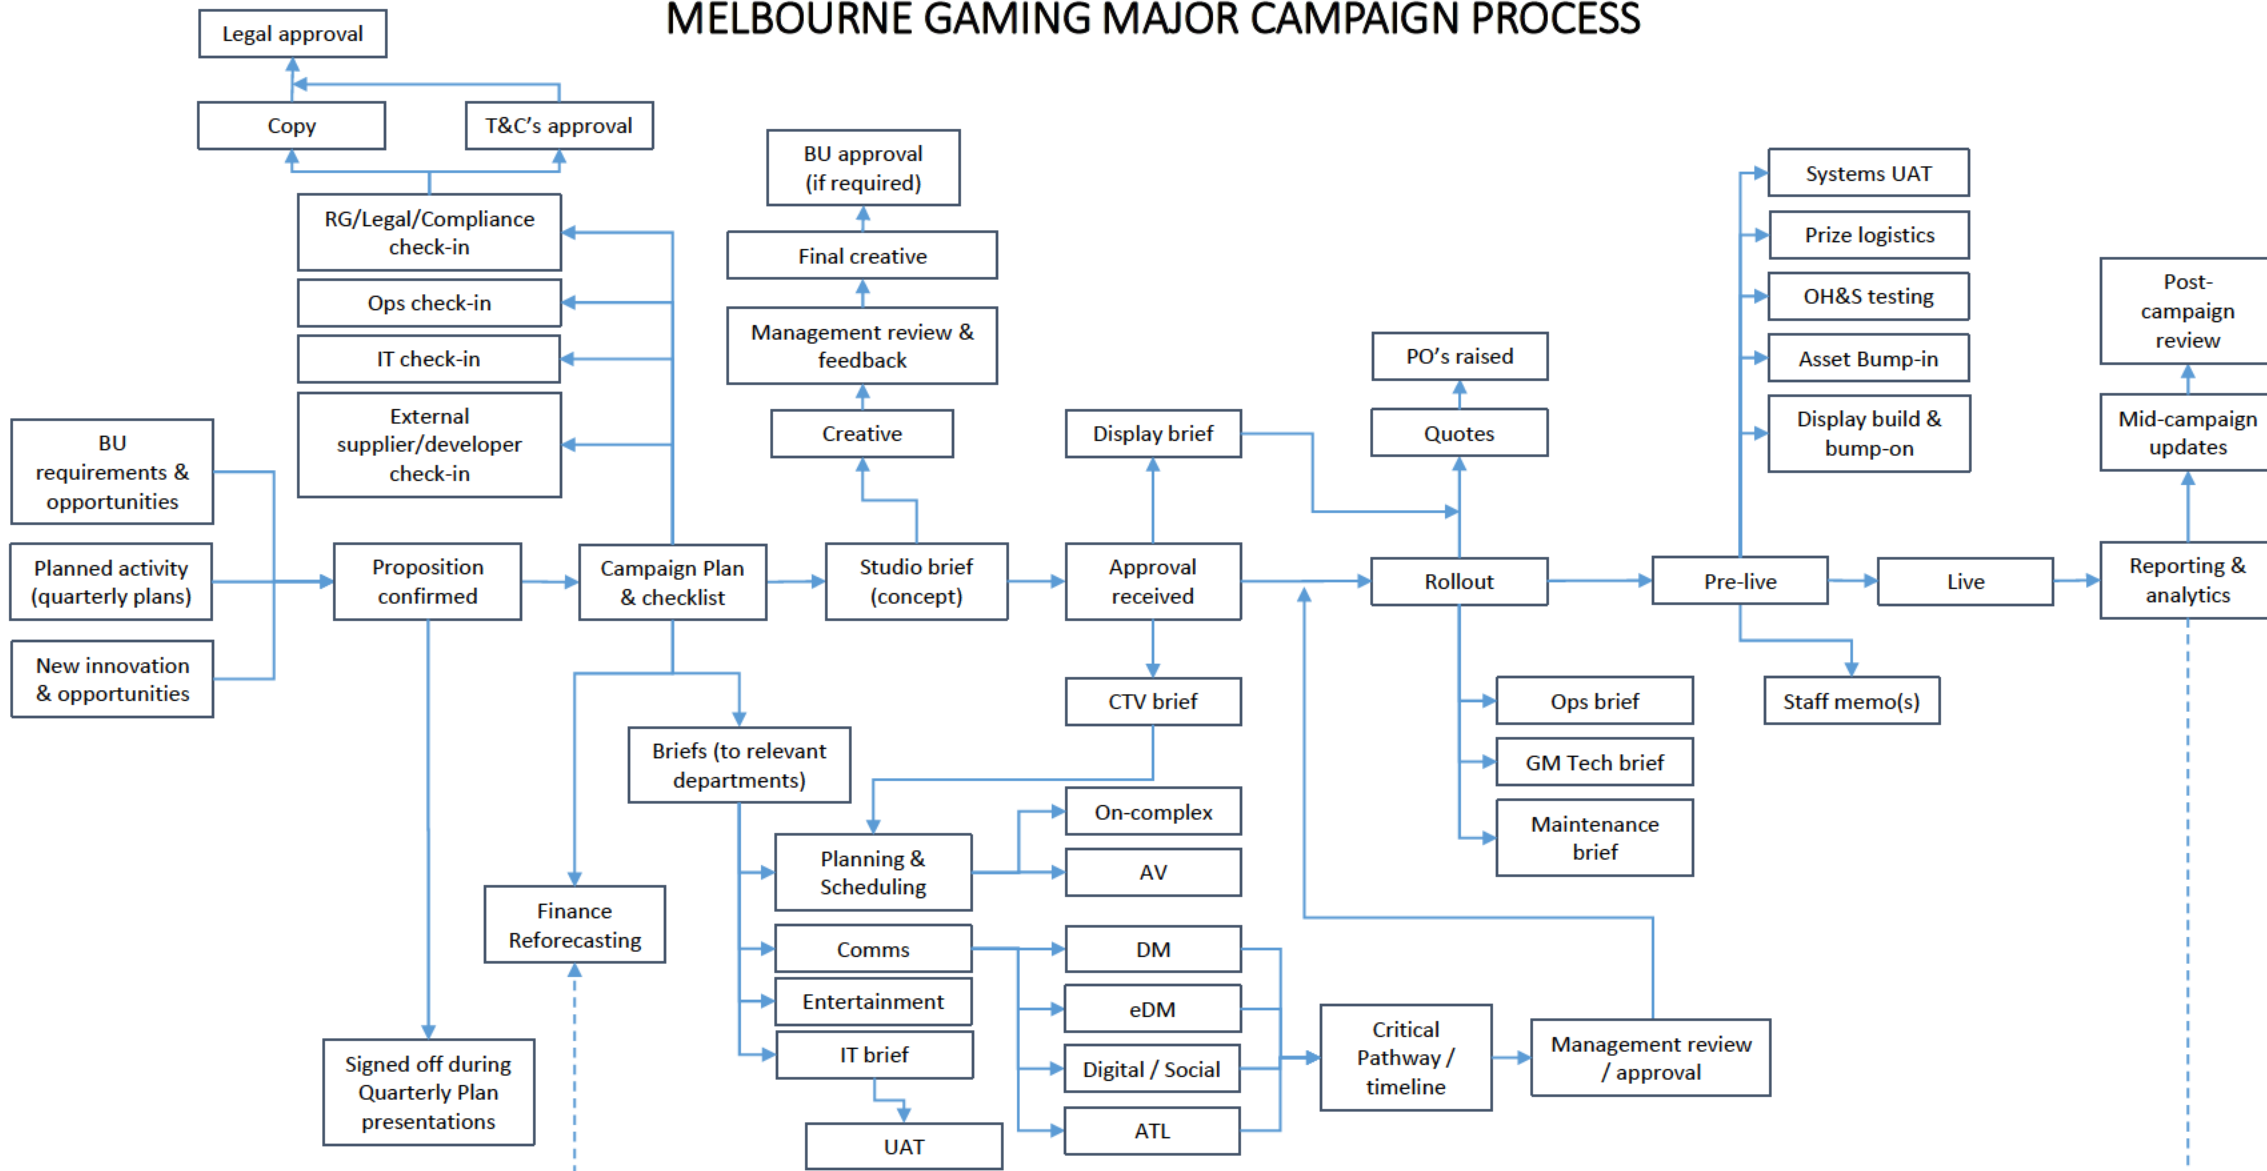 MELBOURNE GAMING MAJOR CAMPAIGN PROCESS
Legal approval
Copy
T&C's approval
RG/Legal/Compliance
check-in
Ops check-in
IT check-in
External
supplier/developer
check-in
BU
requirements &
opportunities
Planned activity
(quarterly plans)
New innovation
& opportunities
Proposition
confirmed
Signed off during
Quarterly Plan
presentations
Campaign Plan
& checklist
Finance
Reforecasting
Briefs (to relevant
departments)
Planning &
Scheduling
Comms
Entertainment
IT brief
UAT
BU approval
(if required)
Final creative
Management review &
feedback
Creative
Studio brief
(concept)
Display brief
Approval
received
CTV brief
On-complex
AV
DM
eDM
Digital / Social
ATL
Critical
Pathway /
timeline
Management review
/ approval
PO's raised
Quotes
Rollout
Ops brief
GM Tech brief
Maintenance
brief
Systems UAT
Prize logistics
OH&S testing
Asset Bump-in
Display build &
bump-on
Pre-live
Staff memo(s)
Live
Post-
campaign
review
Mid-campaign
updates
Reporting &
analytics